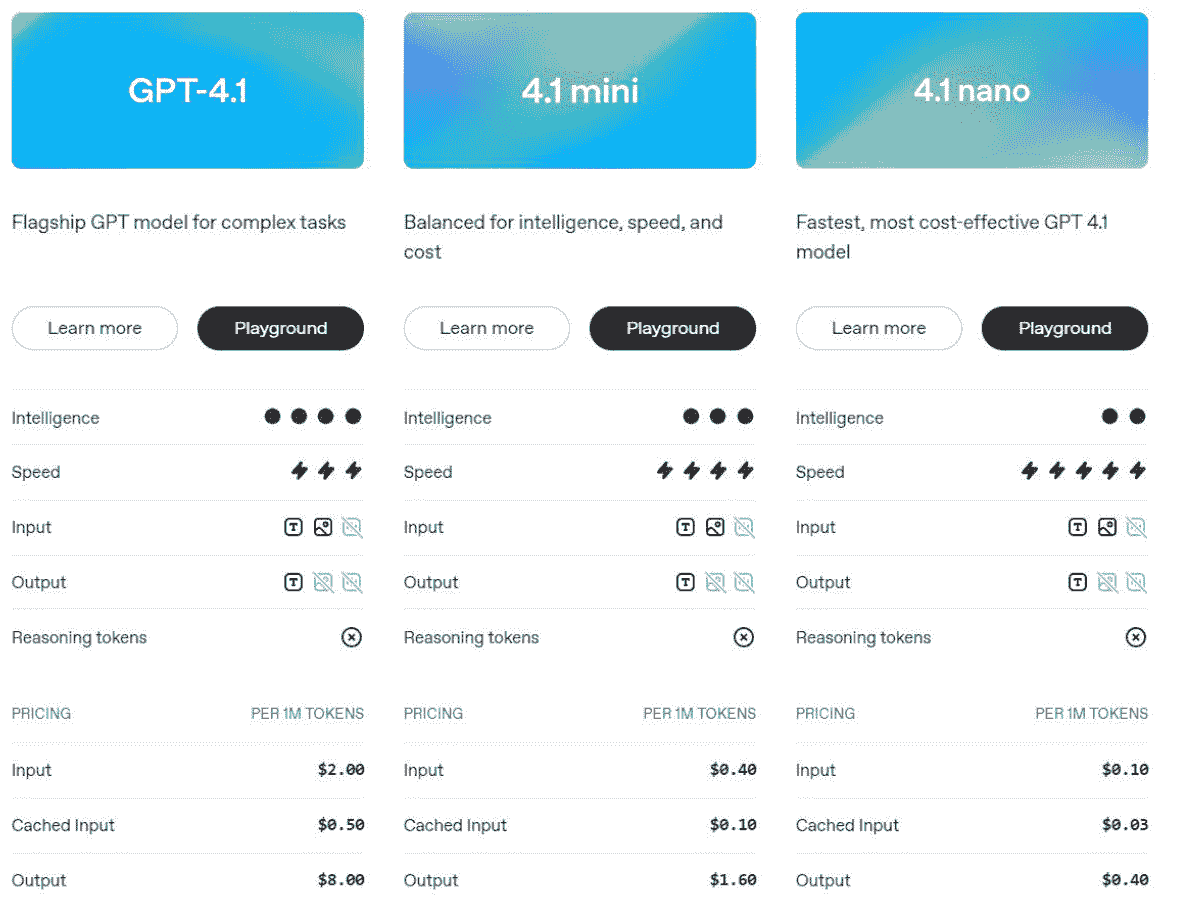 GPT-4.1
Flagship GPT model for complex tasks
Learn more Playground
Intelligence
Speed
Input
Output
Reasoning tokens
PRICING PER 1M TOKENS
Input $2.00
Cached Input $0.50
Output $8.00
4.1 mini
Balanced for intelligence, speed, and
cost
Learn more Playground
Intelligence
Speed
Input
Output
Reasoning tokens
PRICING PER 1M TOKENS
Input $0.40
Cached Input $0.10
Output $1.60
4.1 nano
Fastest, most cost-effective GPT 4.1
model
Learn more Playground
Intelligence
Speed
Input
Output
Reasoning tokens
PRICING PER 1M TOKENS
Input $0.10
Cached Input $0.03
Output $0.40